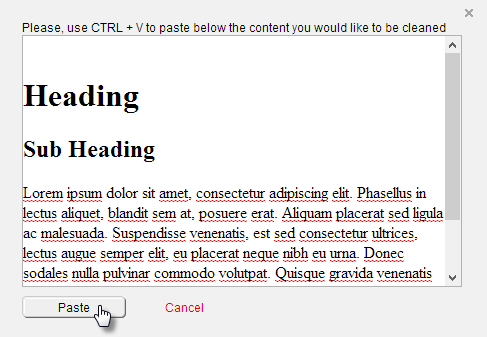 Please, use CTRL + V to paste below the content you would like to be cleaned
Heading
Sub Heading
Lorem ipsum dolor sit amet, consectetur adipiscing elit. Phasellus in
lectus aliquet, blandit sem at, posuere erat. Aliquam placerat sed ligula
ac malesuada. Suspendisse venenatis, est sed consectetur ultrices,
lectus augue semper elit, eu placerat neque nibh eu urna. Donec
sodales nulla pulvinar commodo volutpat. Quisque gravida venenatis
Paste
Cancel